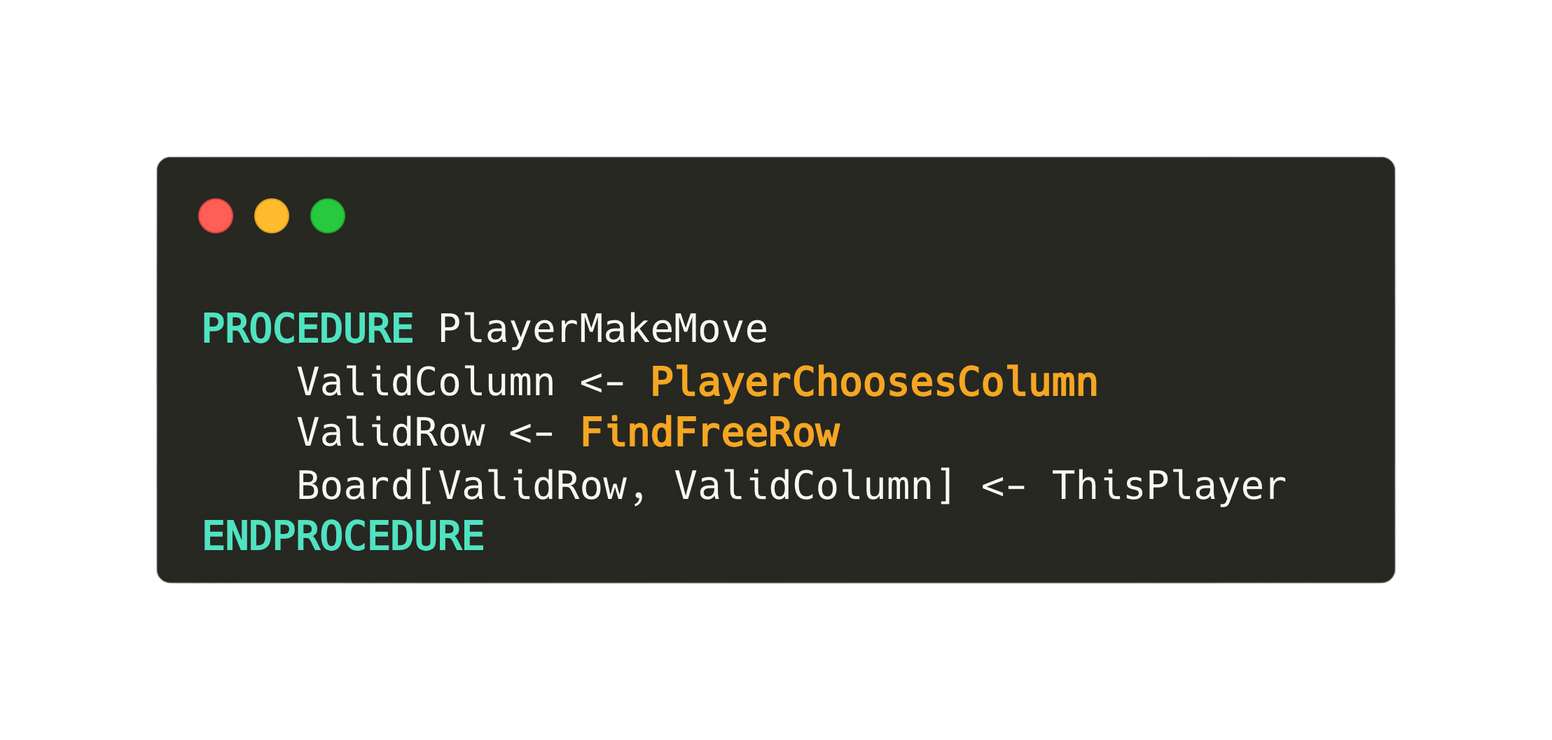 PROCEDURE PlayerMakeMove
    ValidColumn <- PlayerChoosesColumn
    ValidRow <- FindFreeRow
    Board[ValidRow, ValidColumn] <- ThisPlayer
ENDPROCEDURE